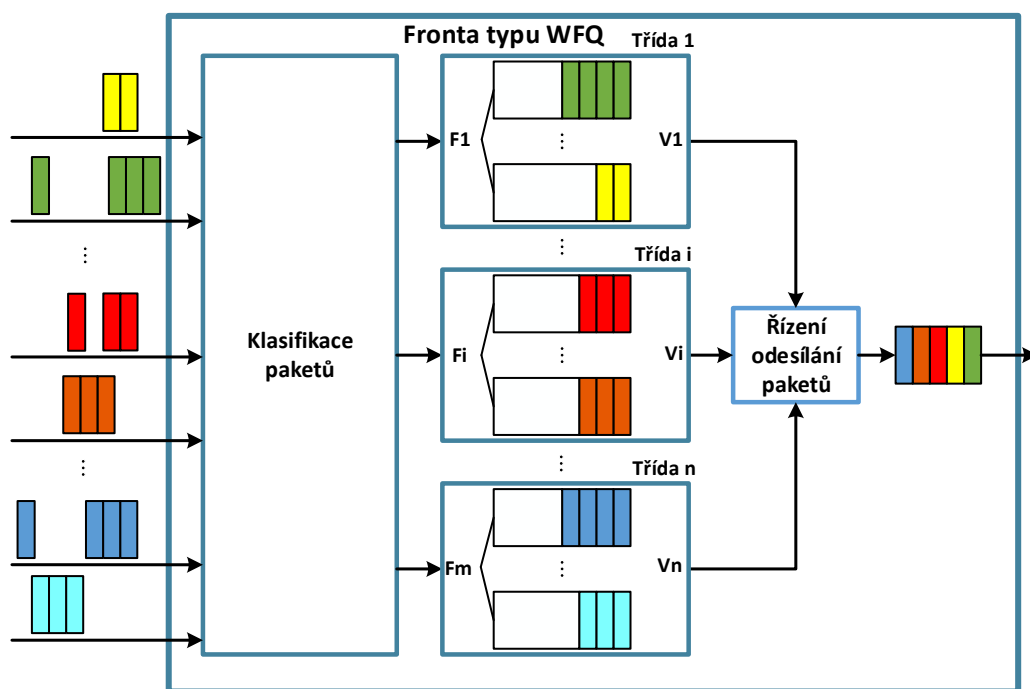 Fronta typu WFQ
Třída 1
F1
V1
Třída i
Klasifikace
paketů
Fi
Vi
Řízení
odesílání
paketů
Třída n
Fm
Vn